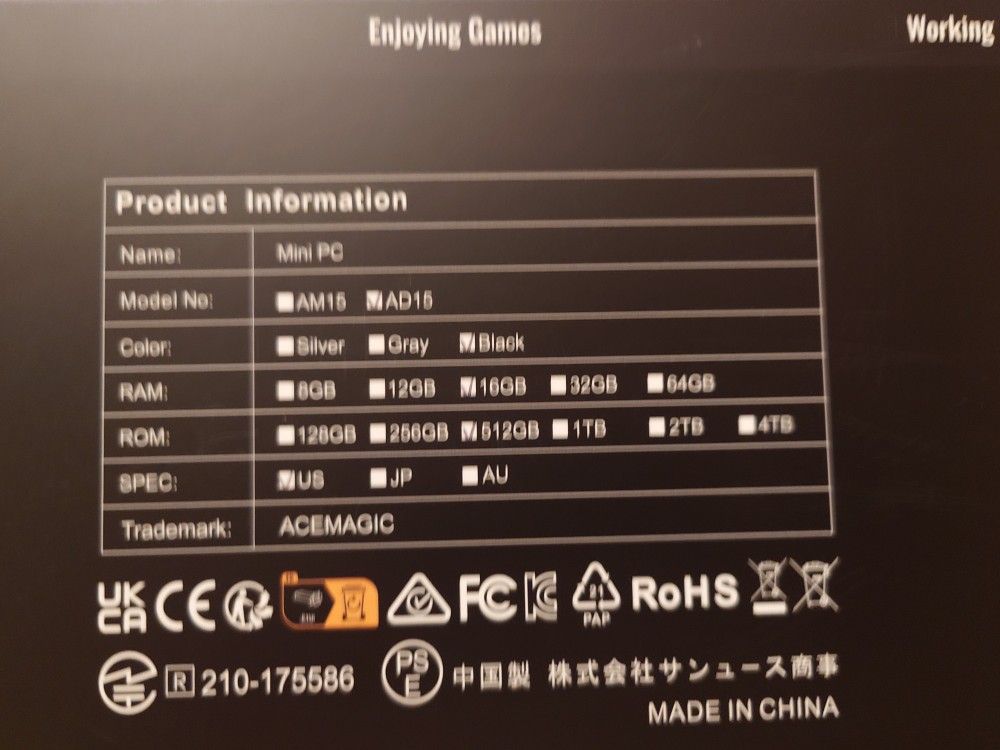 Enjoying Games
Working
Product Information
Name: Mini PC
Model No: AM15 AD15
Color: Silver Gray Black
RAM: 8GB 12GB 16GB 32GB 64GB
ROM: 128GB 256GB 512GB 1TB 2TB 4TB
SPEC: US JP AU
Trademark: ACEMAGIC
UK CA CE FC 21 PAP RoHS
R 210-175586 PS E 中国製 株式会社サンュース商事
MADE IN CHINA